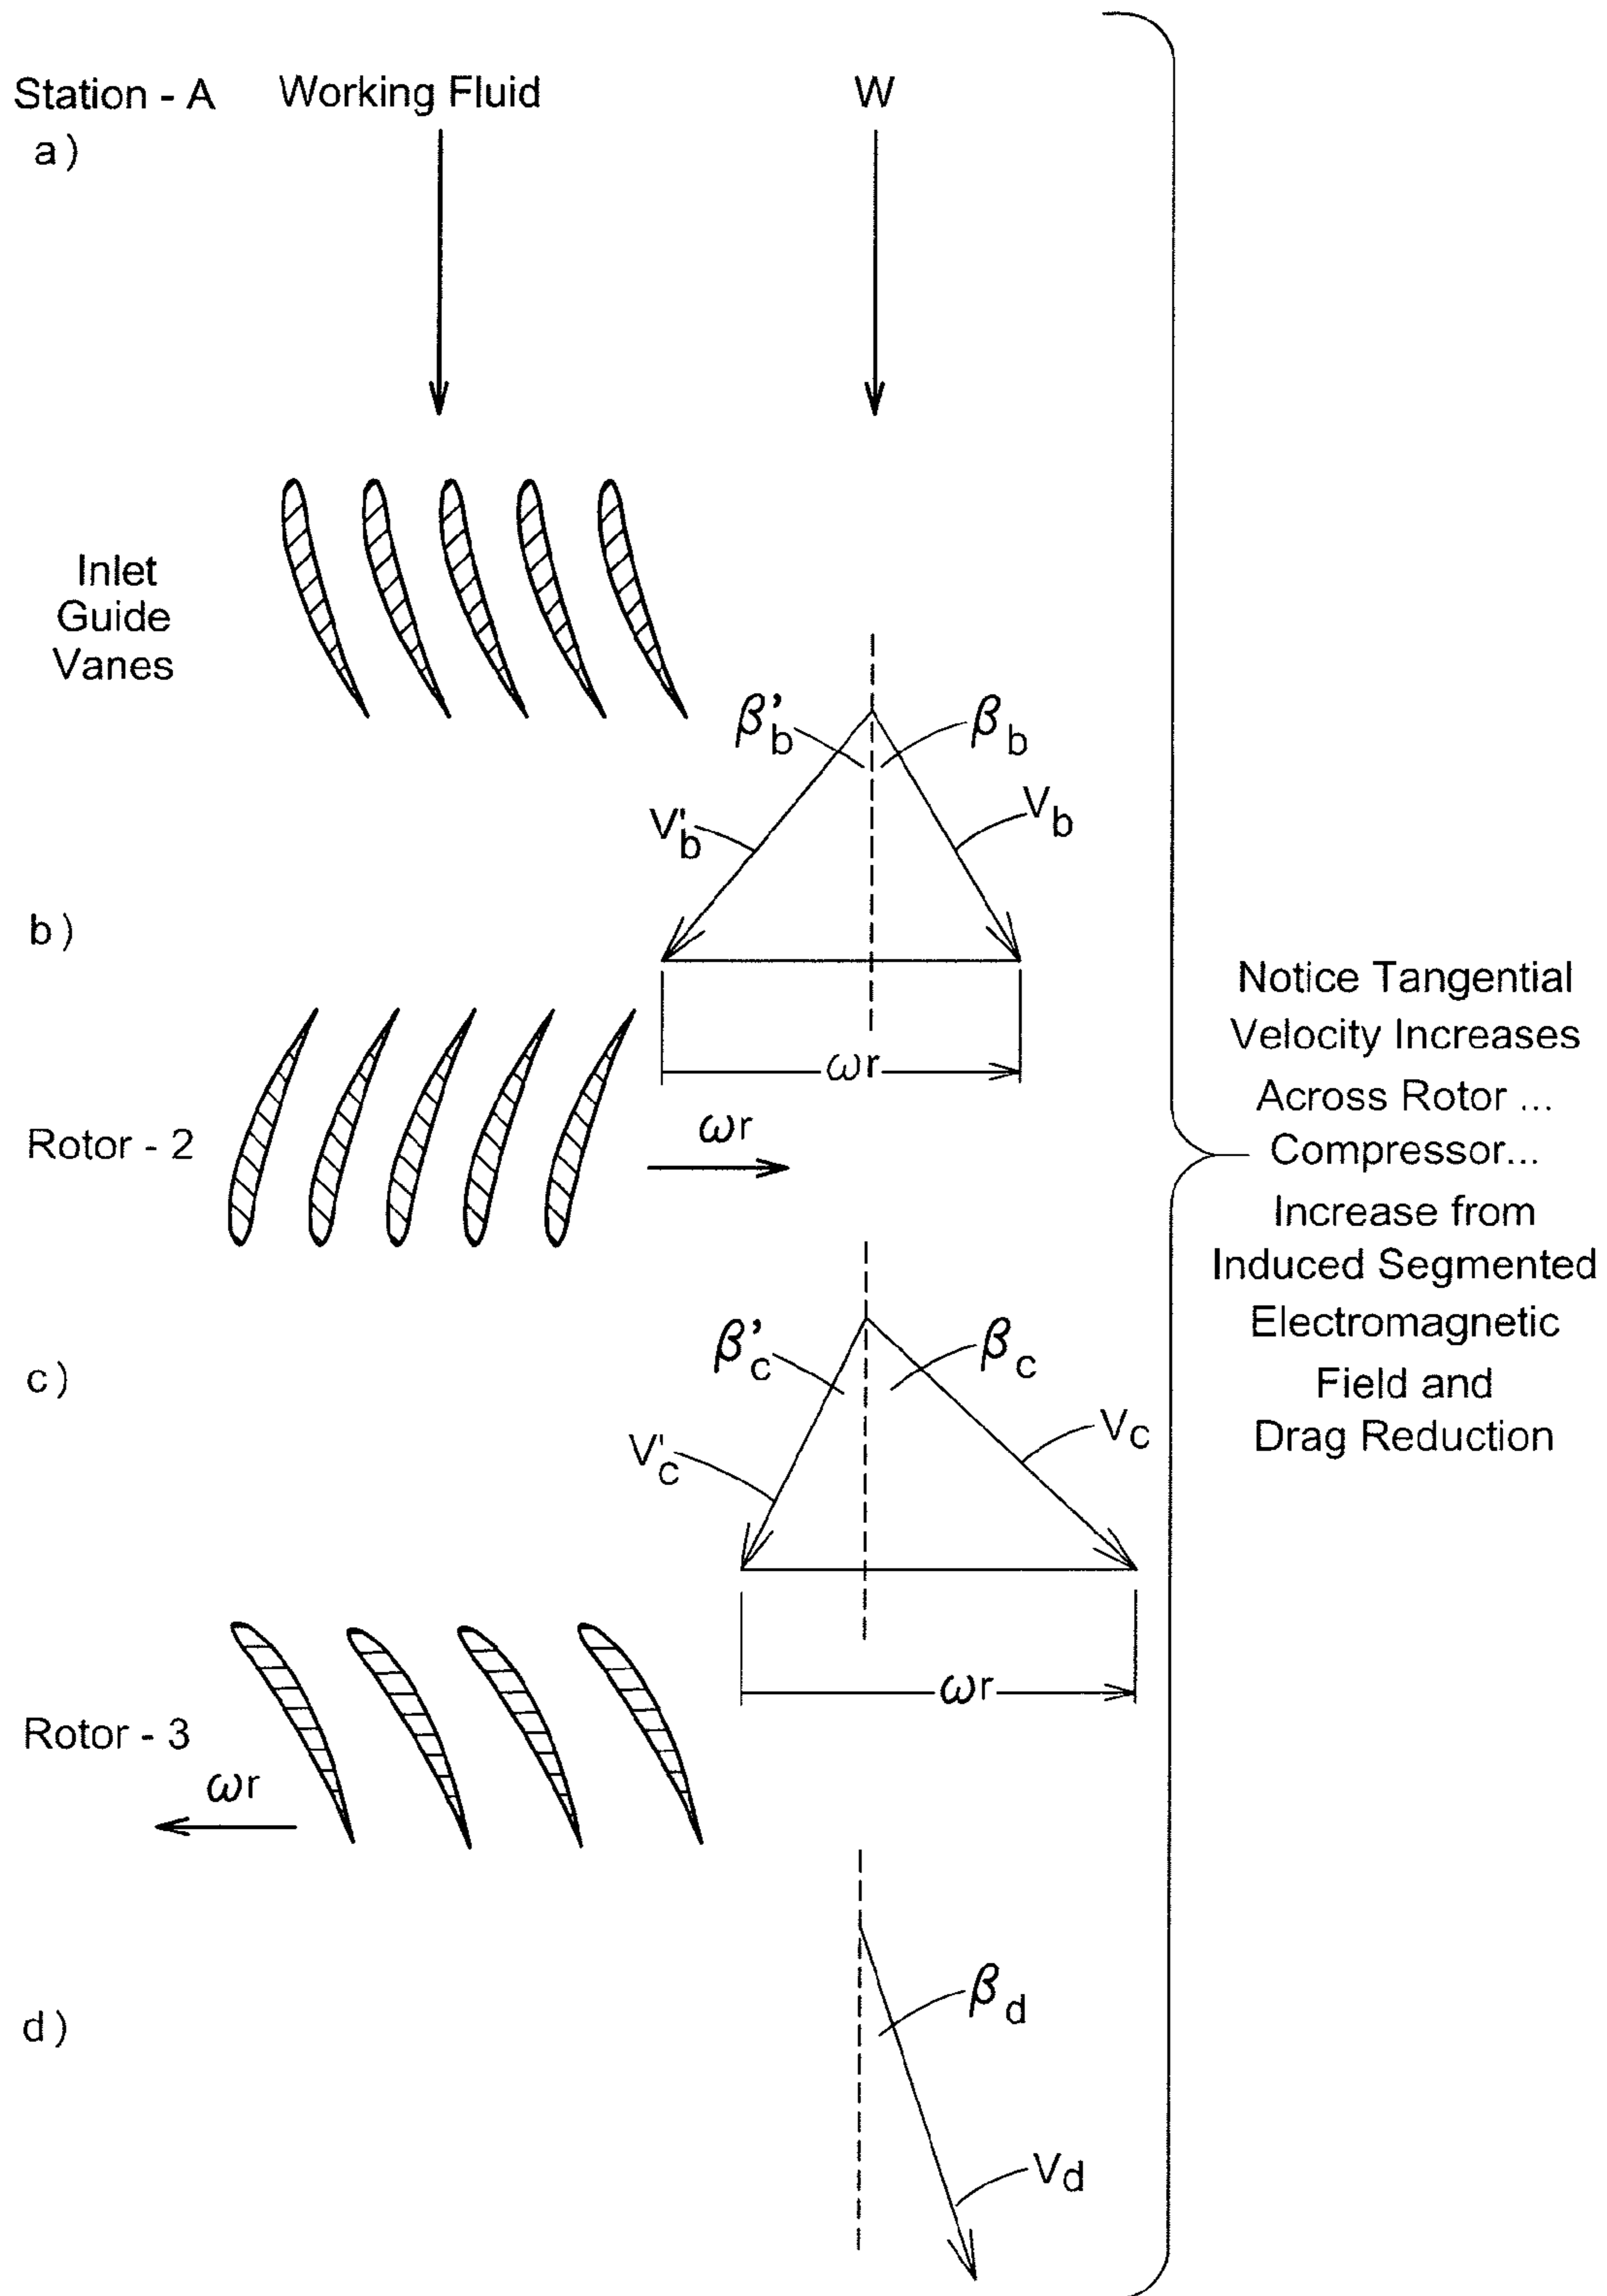 Station - A
Working Fluid
W
a)
Inlet
Guide
Vanes
β'b
βb
V'b
Vb
b)
ωr
Rotor - 2
ωr
β'c
βc
c)
V'c
Vc
ωr
Rotor - 3
ωr
βd
d)
Vd
Notice Tangential
Velocity Increases
Across Rotor ...
Compressor...
Increase from
Induced Segmented
Electromagnetic
Field and
Drag Reduction